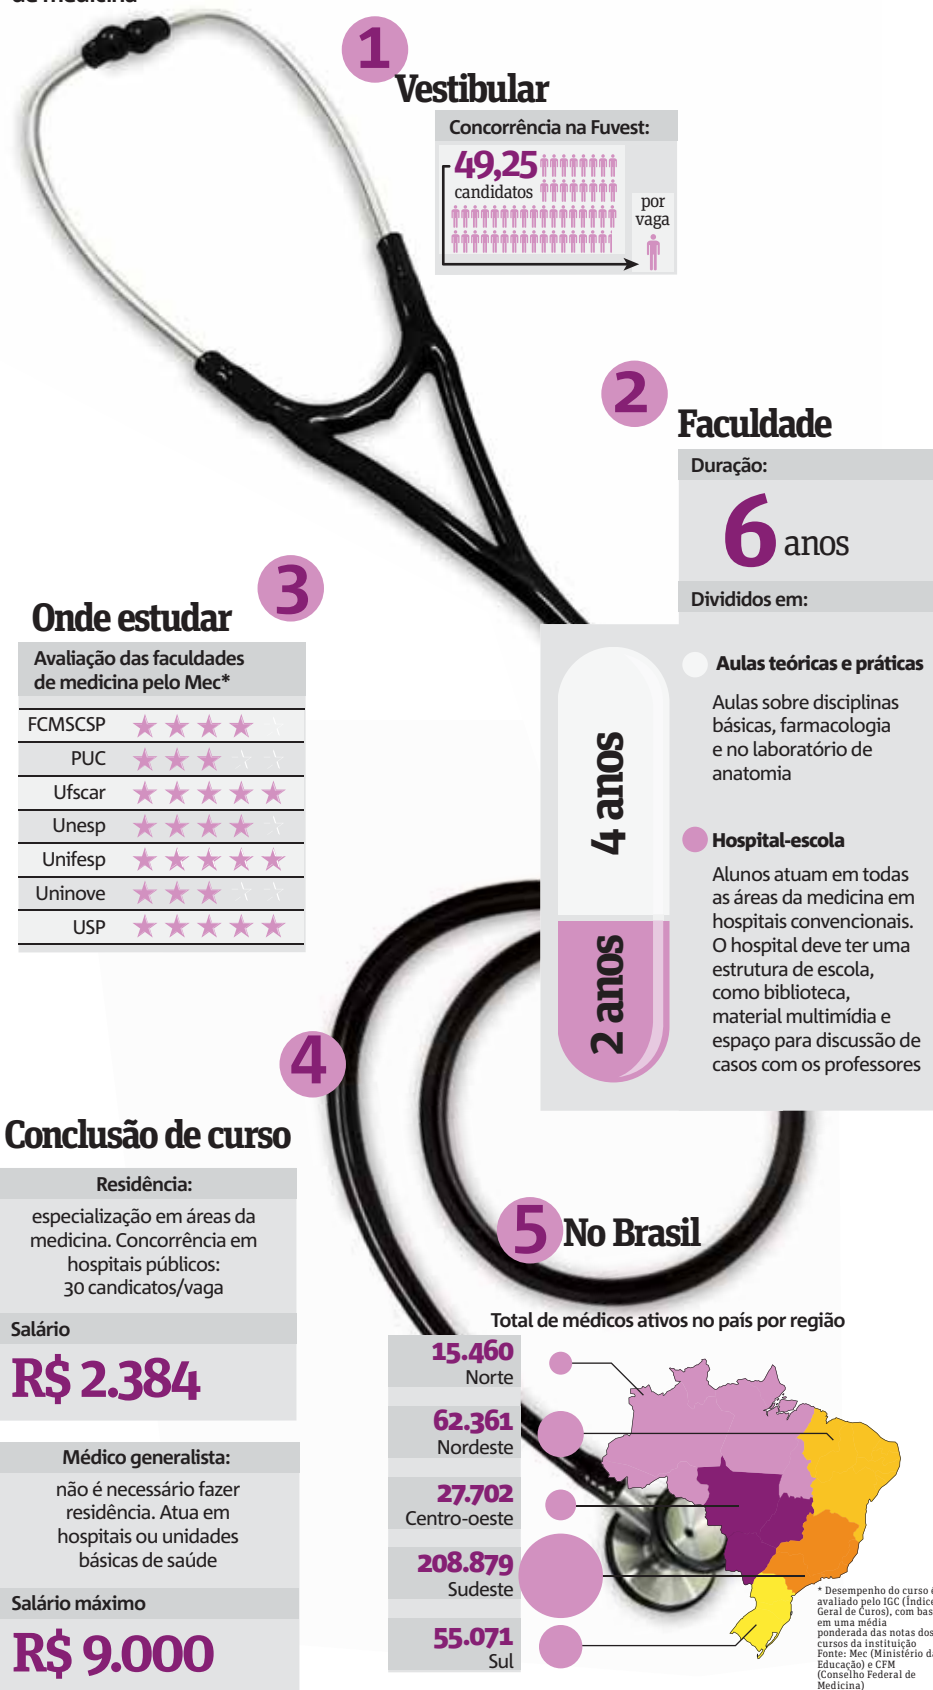 de medicina
1
Vestibular
Concorrência na Fuvest:
49,25
candidatos
por
vaga
2
Faculdade
Duração:
6 anos
Divididos em:
4 anos
2 anos
Aulas teóricas e práticas
Aulas sobre disciplinas
básicas, farmacologia
e no laboratório de
anatomia
Hospital-escola
Alunos atuam em todas
as áreas da medicina em
hospitais convencionais.
O hospital deve ter uma
estrutura de escola,
como biblioteca,
material multimídia e
espaço para discussão de
casos com os professores
3
Onde estudar
Avaliação das faculdades
de medicina pelo Mec*
FCMSCSP
PUC
Ufscar
Unesp
Unifesp
Uninove
USP
4
Conclusão de curso
Residência:
especialização em áreas da
medicina. Concorrência em
hospitais públicos:
30 candicatos/vaga
Salário
R$ 2.384
Médico generalista:
não é necessário fazer
residência. Atua em
hospitais ou unidades
básicas de saúde
Salário máximo
R$ 9.000
5
No Brasil
Total de médicos ativos no país por região
15.460
Norte
62.361
Nordeste
27.702
Centro-oeste
208.879
Sudeste
55.071
Sul
* Desempenho do curso é
avaliado pelo IGC (Índice
Geral de Curos), com bas
em uma média
ponderada das notas dos
cursos da instituição
Fonte: Mec (Ministério da
Educação) e CFM
(Conselho Federal de
Medicina)